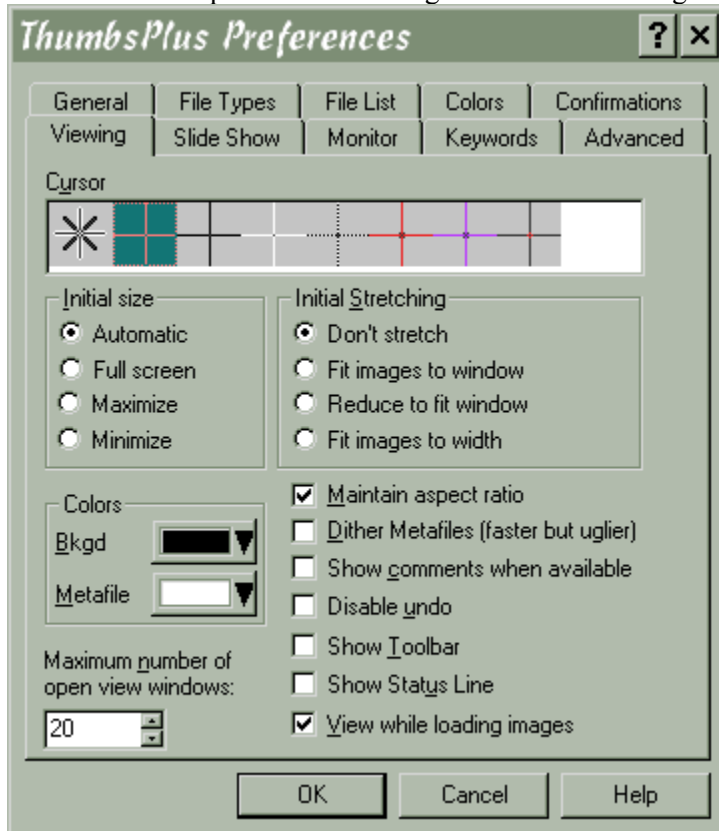 ThumbsPlus Preferences
General File Types File List Colors Confirmations
Viewing Slide Show Monitor Keywords Advanced
Cursor
Initial size
Automatic
Full screen
Maximize
Minimize
Initial Stretching
Don't stretch
Fit images to window
Reduce to fit window
Fit images to width
Colors
Bkgd
Metafile
Maximum number of
open view windows:
20
Maintain aspect ratio
Dither Metafiles (faster but uglier)
Show comments when available
Disable undo
Show Toolbar
Show Status Line
View while loading images
OK Cancel Help